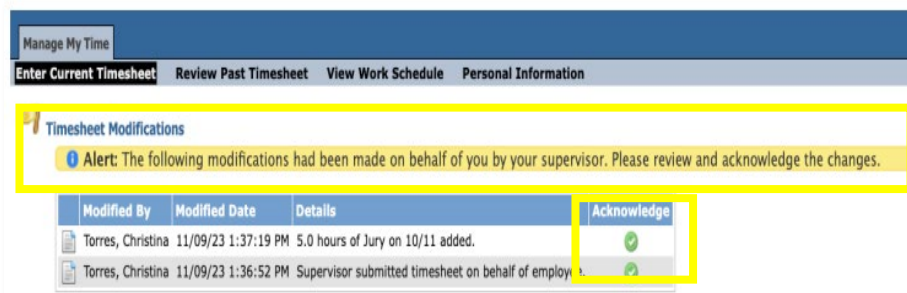 Manage My Time
Enter Current Timesheet Review Past Timesheet View Work Schedule Personal Information
Timesheet Modifications
Alert: The following modifications had been made on behalf of you by your supervisor. Please review and acknowledge the changes.
Modified By Modified Date Details Acknowledge
Torres, Christina 11/09/23 1:37:19 PM 5.0 hours of Jury on 10/11 added.
Torres, Christina 11/09/23 1:36:52 PM Supervisor submitted timesheet on behalf of employee.